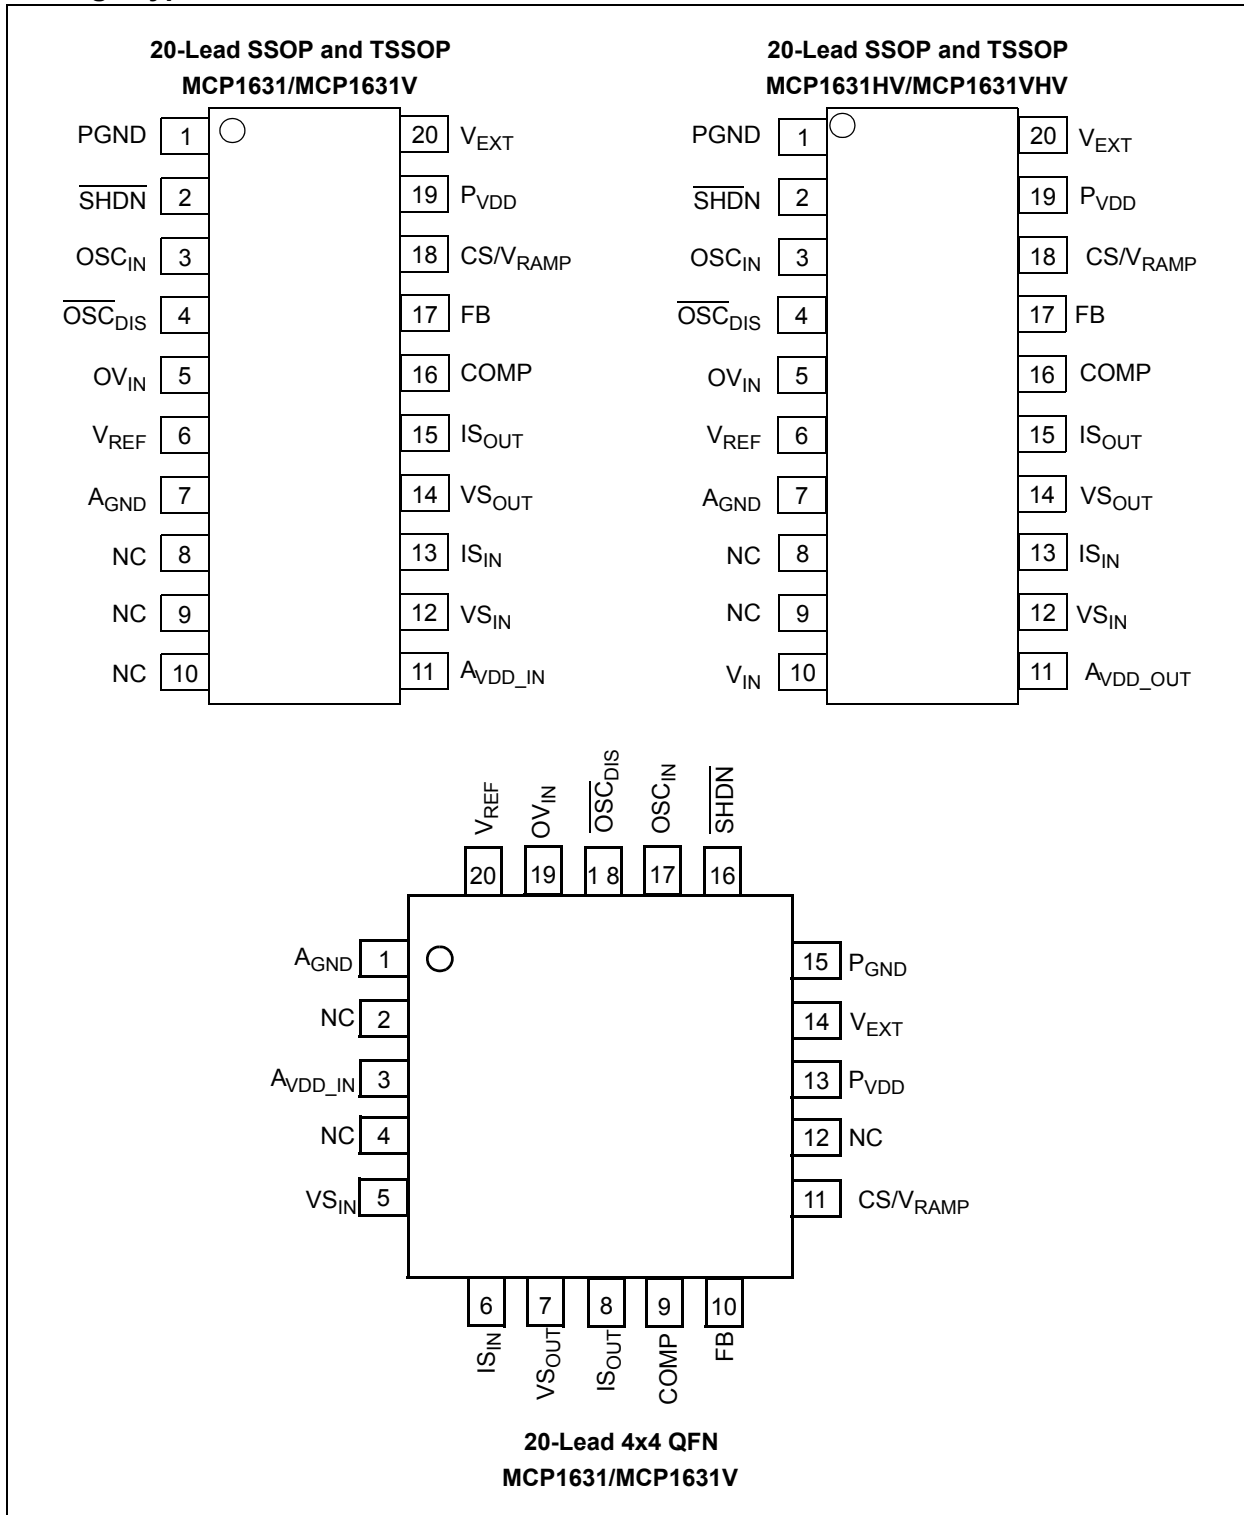 20-Lead SSOP and TSSOP
MCP1631/MCP1631V
PGND 1
SHDN 2
OSCIN 3
OSCDIS 4
OVIN 5
VREF 6
AGND 7
NC 8
NC 9
NC 10
20 VEXT
19 PVDD
18 CS/VRAMP
17 FB
16 COMP
15 ISOUT
14 VSOUT
13 ISIN
12 VSIN
11 AVDD_IN
20-Lead SSOP and TSSOP
MCP1631HV/MCP1631VHV
PGND 1
SHDN 2
OSCIN 3
OSCDIS 4
OVIN 5
VREF 6
AGND 7
NC 8
NC 9
VIN 10
20 VEXT
19 PVDD
18 CS/VRAMP
17 FB
16 COMP
15 ISOUT
14 VSOUT
13 ISIN
12 VSIN
11 AVDD_OUT
VREF 20
OVIN 19
OSCDIS 1 8
OSCIN 17
SHDN 16
AGND 1
NC 2
AVDD_IN 3
NC 4
VSIN 5
15 PGND
14 VEXT
13 PVDD
12 NC
11 CS/VRAMP
6 ISIN
7 VSOUT
8 ISOUT
9 COMP
10 FB
20-Lead 4x4 QFN
MCP1631/MCP1631V